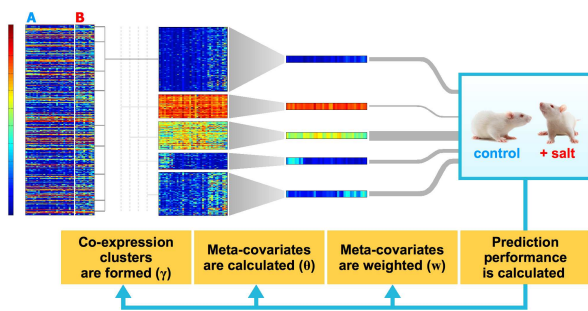 A B
control + salt
Co-expression
clusters
are formed (γ)
Meta-covariates
are calculated (θ)
Meta-covariates
are weighted (w)
Prediction
performance
is calculated